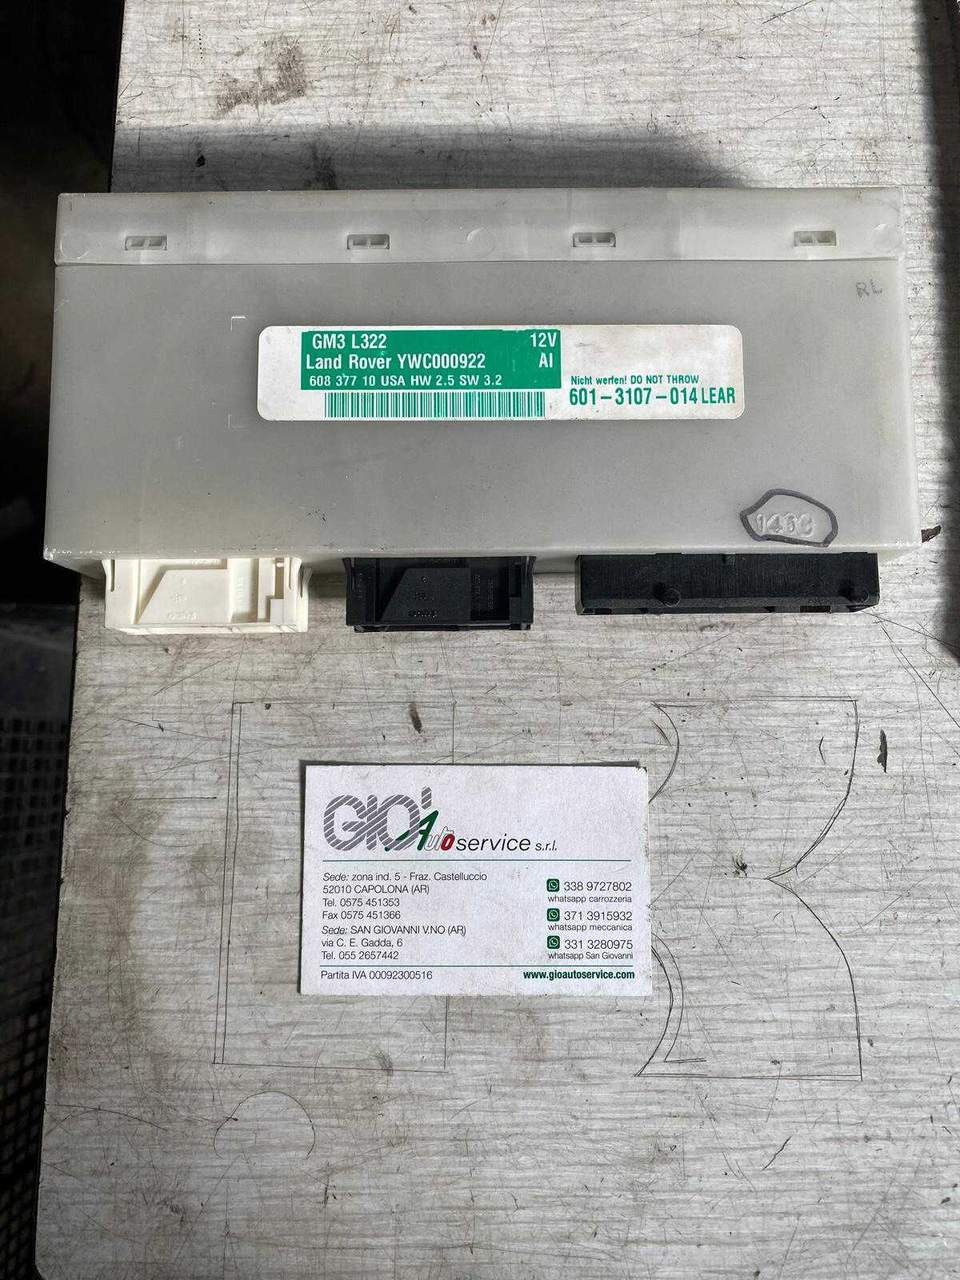 RL
GM3 L322 12V
Land Rover YWC000922 AI
608 377 10 USA HW 2.5 SW 3.2
Nicht werfen! DO NOT THROW
601-3107-014 LEAR
GIO' Auto service s.r.l.
Sede: zona ind. 5 - Fraz. Castelluccio
52010 CAPOLONA (AR)
Tel. 0575 451353
Fax 0575 451366
Sede: SAN GIOVANNI V.NO (AR)
via C. E. Gadda, 6
Tel. 055 2657442
338 9727802
whatsapp carrozzeria
371 3915932
whatsapp meccanica
331 3280975
whatsapp San Giovanni
Partita IVA 00092300516
www.gioautoservice.com